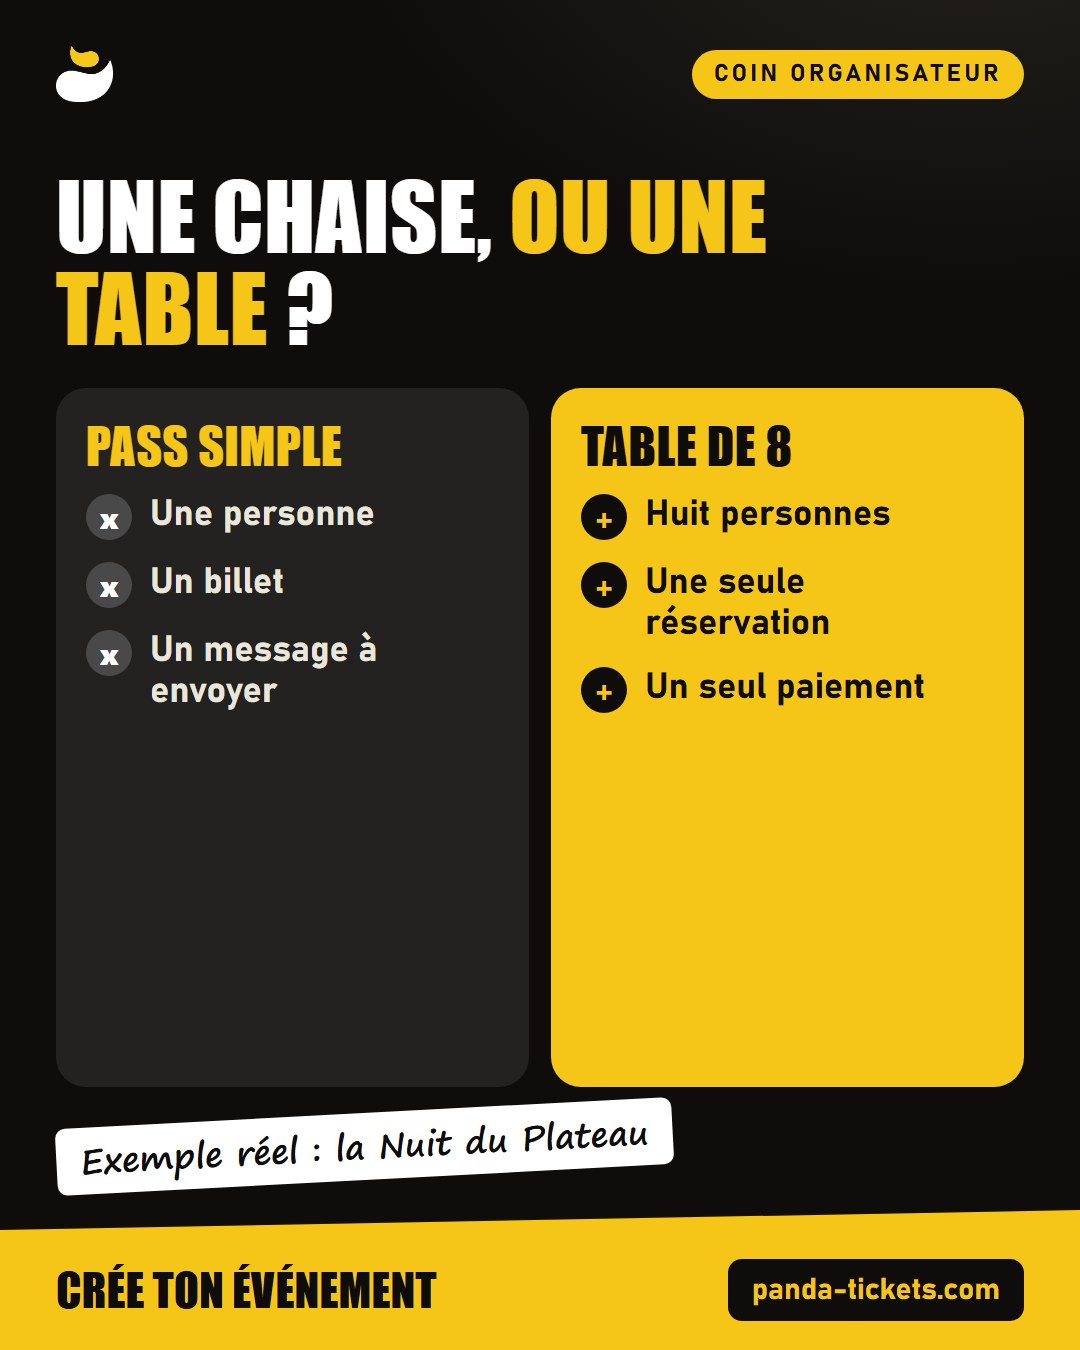 COIN ORGANISATEUR
UNE CHAISE, OU UNE
TABLE ?
PASS SIMPLE
x Une personne
x Un billet
x Un message à
envoyer
TABLE DE 8
+ Huit personnes
+ Une seule
réservation
+ Un seul paiement
Exemple réel : la Nuit du Plateau
CRÉE TON ÉVÉNEMENT
panda-tickets.com